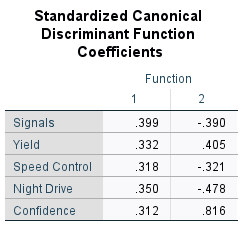 Standardized Canonical
Discriminant Function
Coefficients
Function
1 2
Signals .399 -.390
Yield .332 .405
Speed Control .318 -.321
Night Drive .350 -.478
Confidence .312 .816